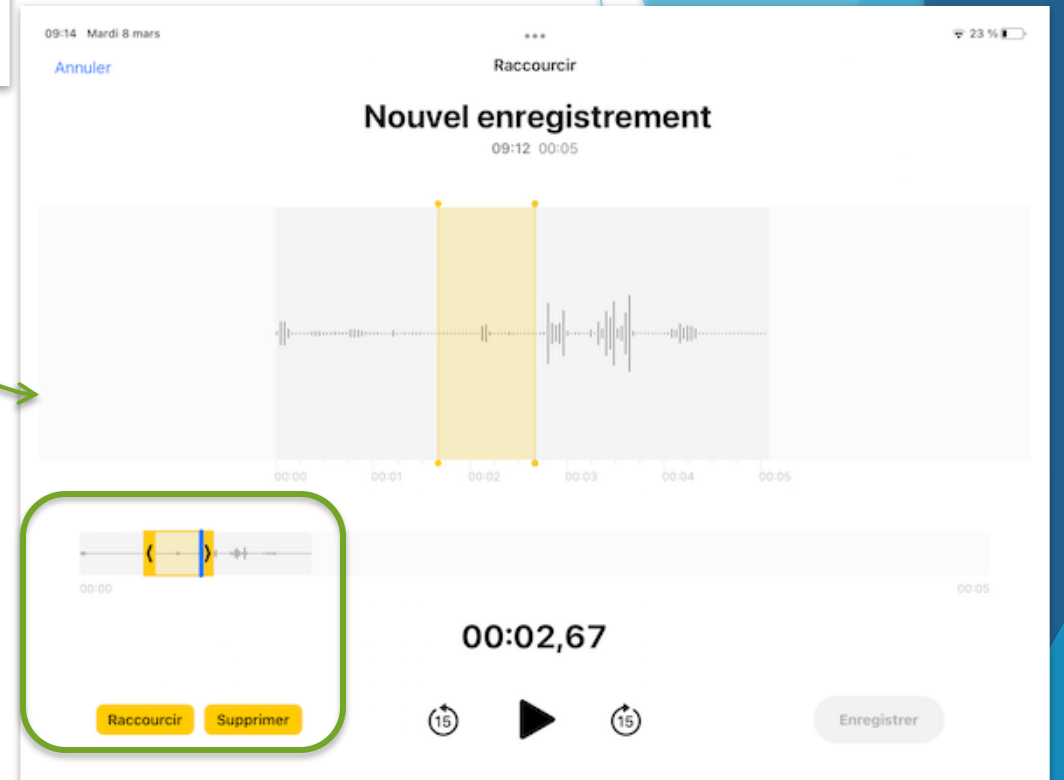 09:14 Mardi 8 mars
23 %
Annuler
Raccourcir
Nouvel enregistrement
09:12 00:05
00:00 00:01 00:02 00:03 00:04 00:05
00:00 00:05
00:02,67
Raccourcir Supprimer 15 15 Enregistrer